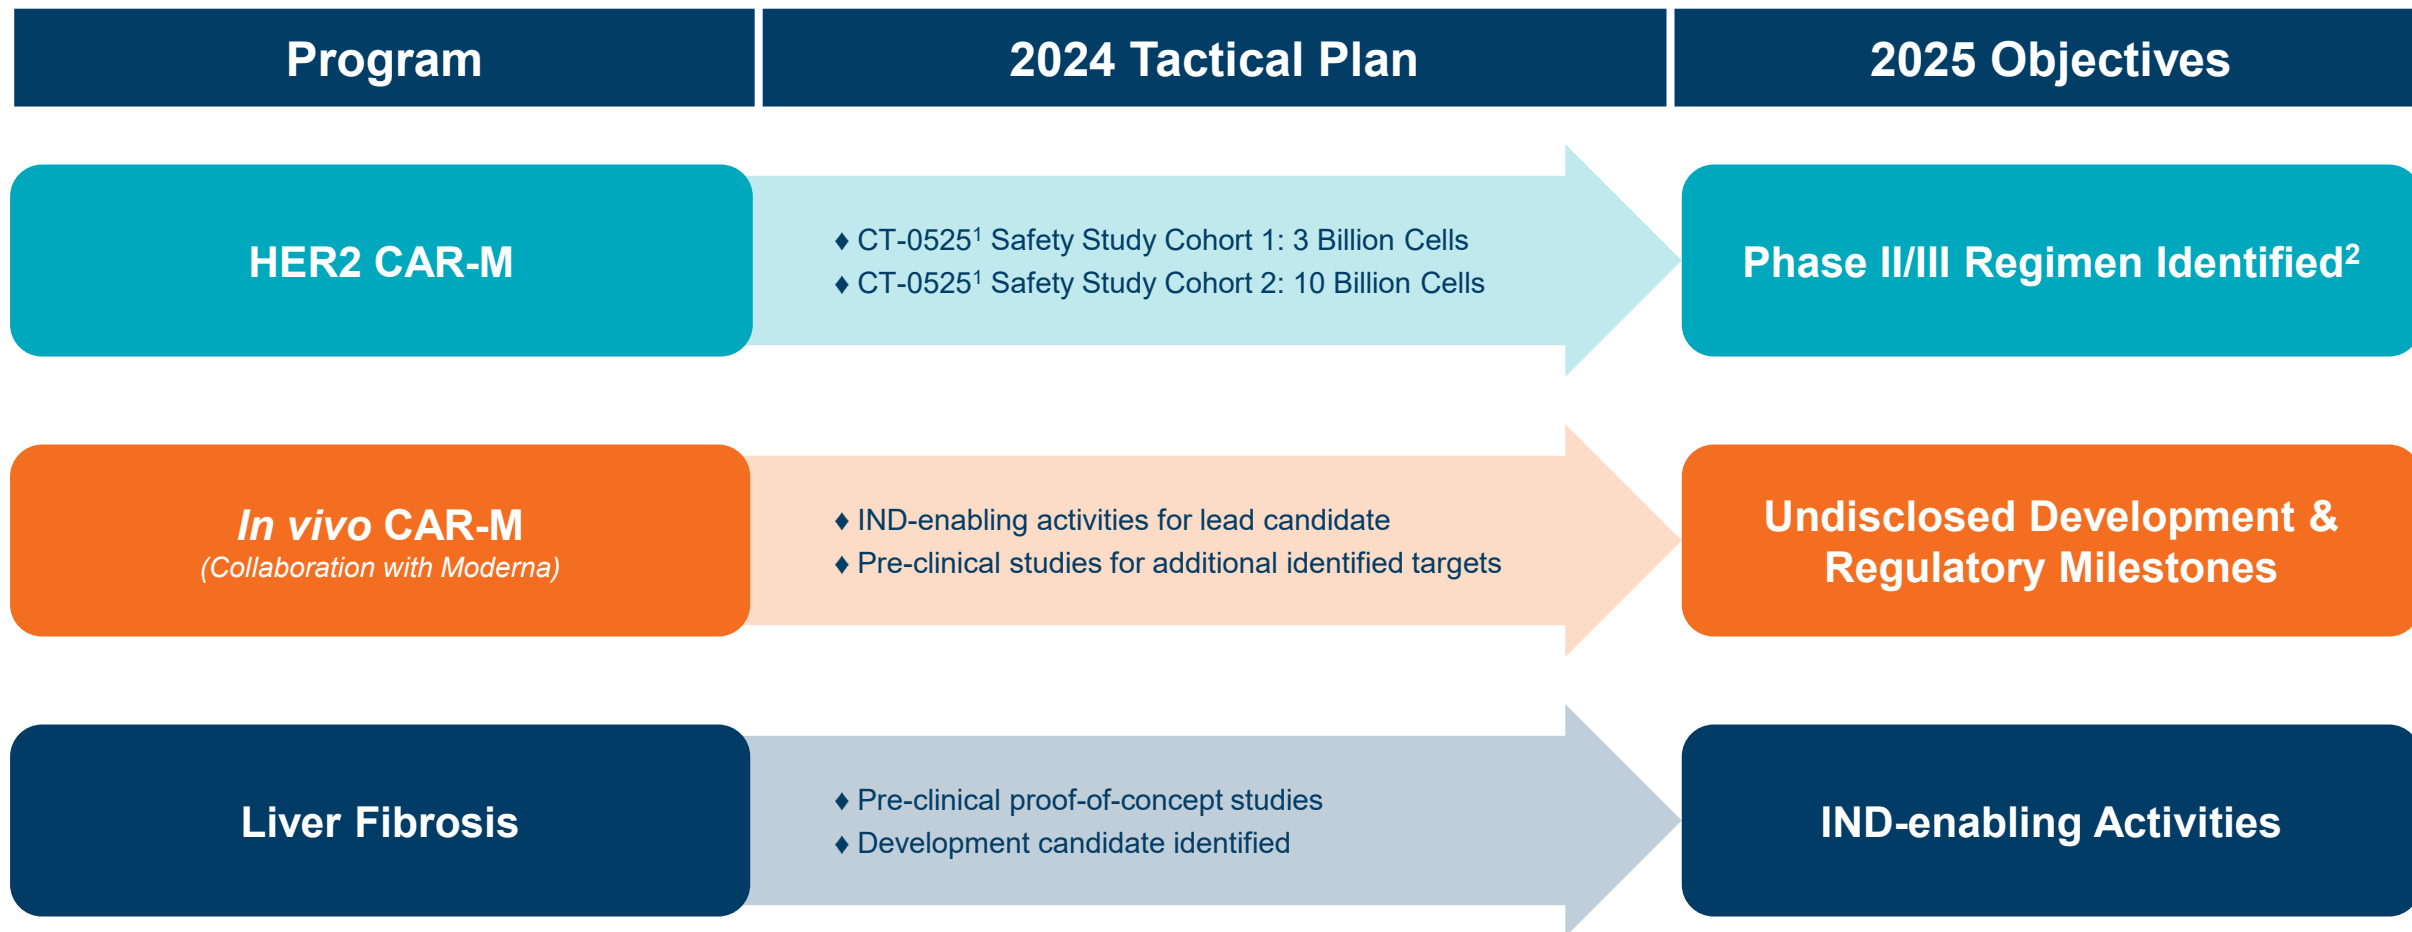 Program
2024 Tactical Plan
2025 Objectives
HER2 CAR-M
♦ CT-0525¹ Safety Study Cohort 1: 3 Billion Cells
♦ CT-0525¹ Safety Study Cohort 2: 10 Billion Cells
Phase II/III Regimen Identified²
In vivo CAR-M
(Collaboration with Moderna)
♦ IND-enabling activities for lead candidate
♦ Pre-clinical studies for additional identified targets
Undisclosed Development &
Regulatory Milestones
Liver Fibrosis
♦ Pre-clinical proof-of-concept studies
♦ Development candidate identified
IND-enabling Activities